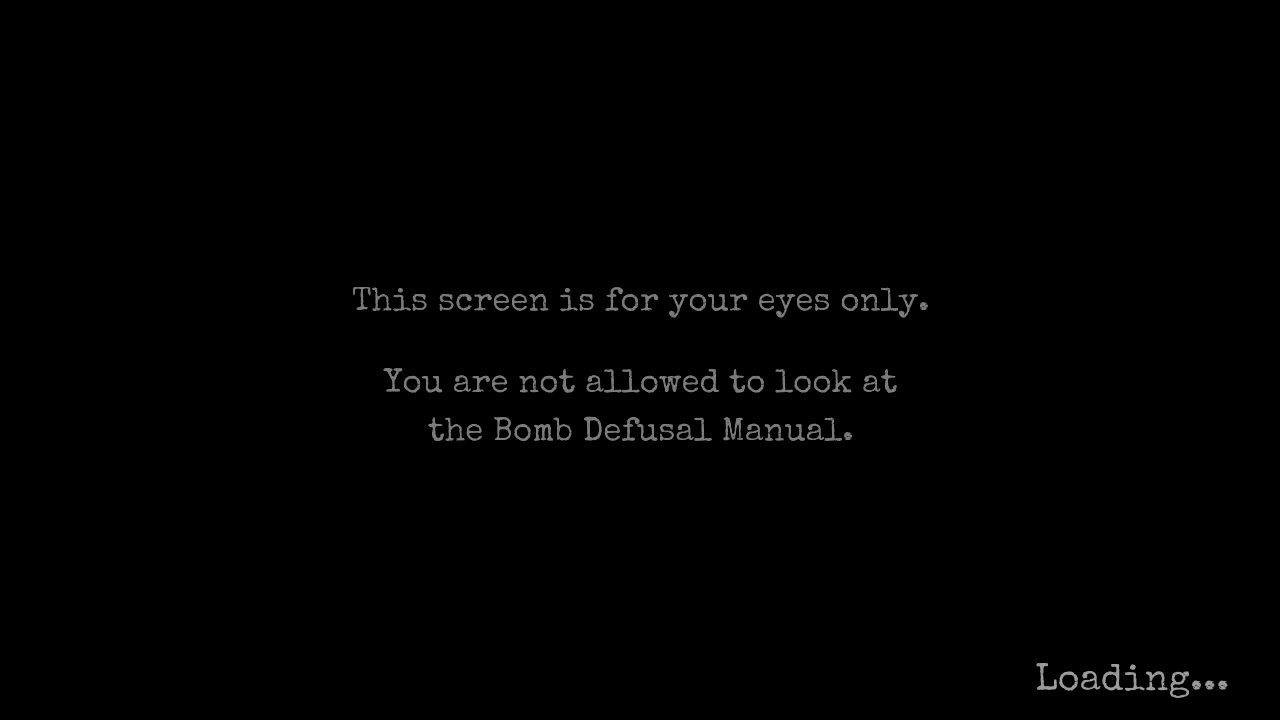 This screen is for your eyes only.
You are not allowed to look at
the Bomb Defusal Manual.
Loading...